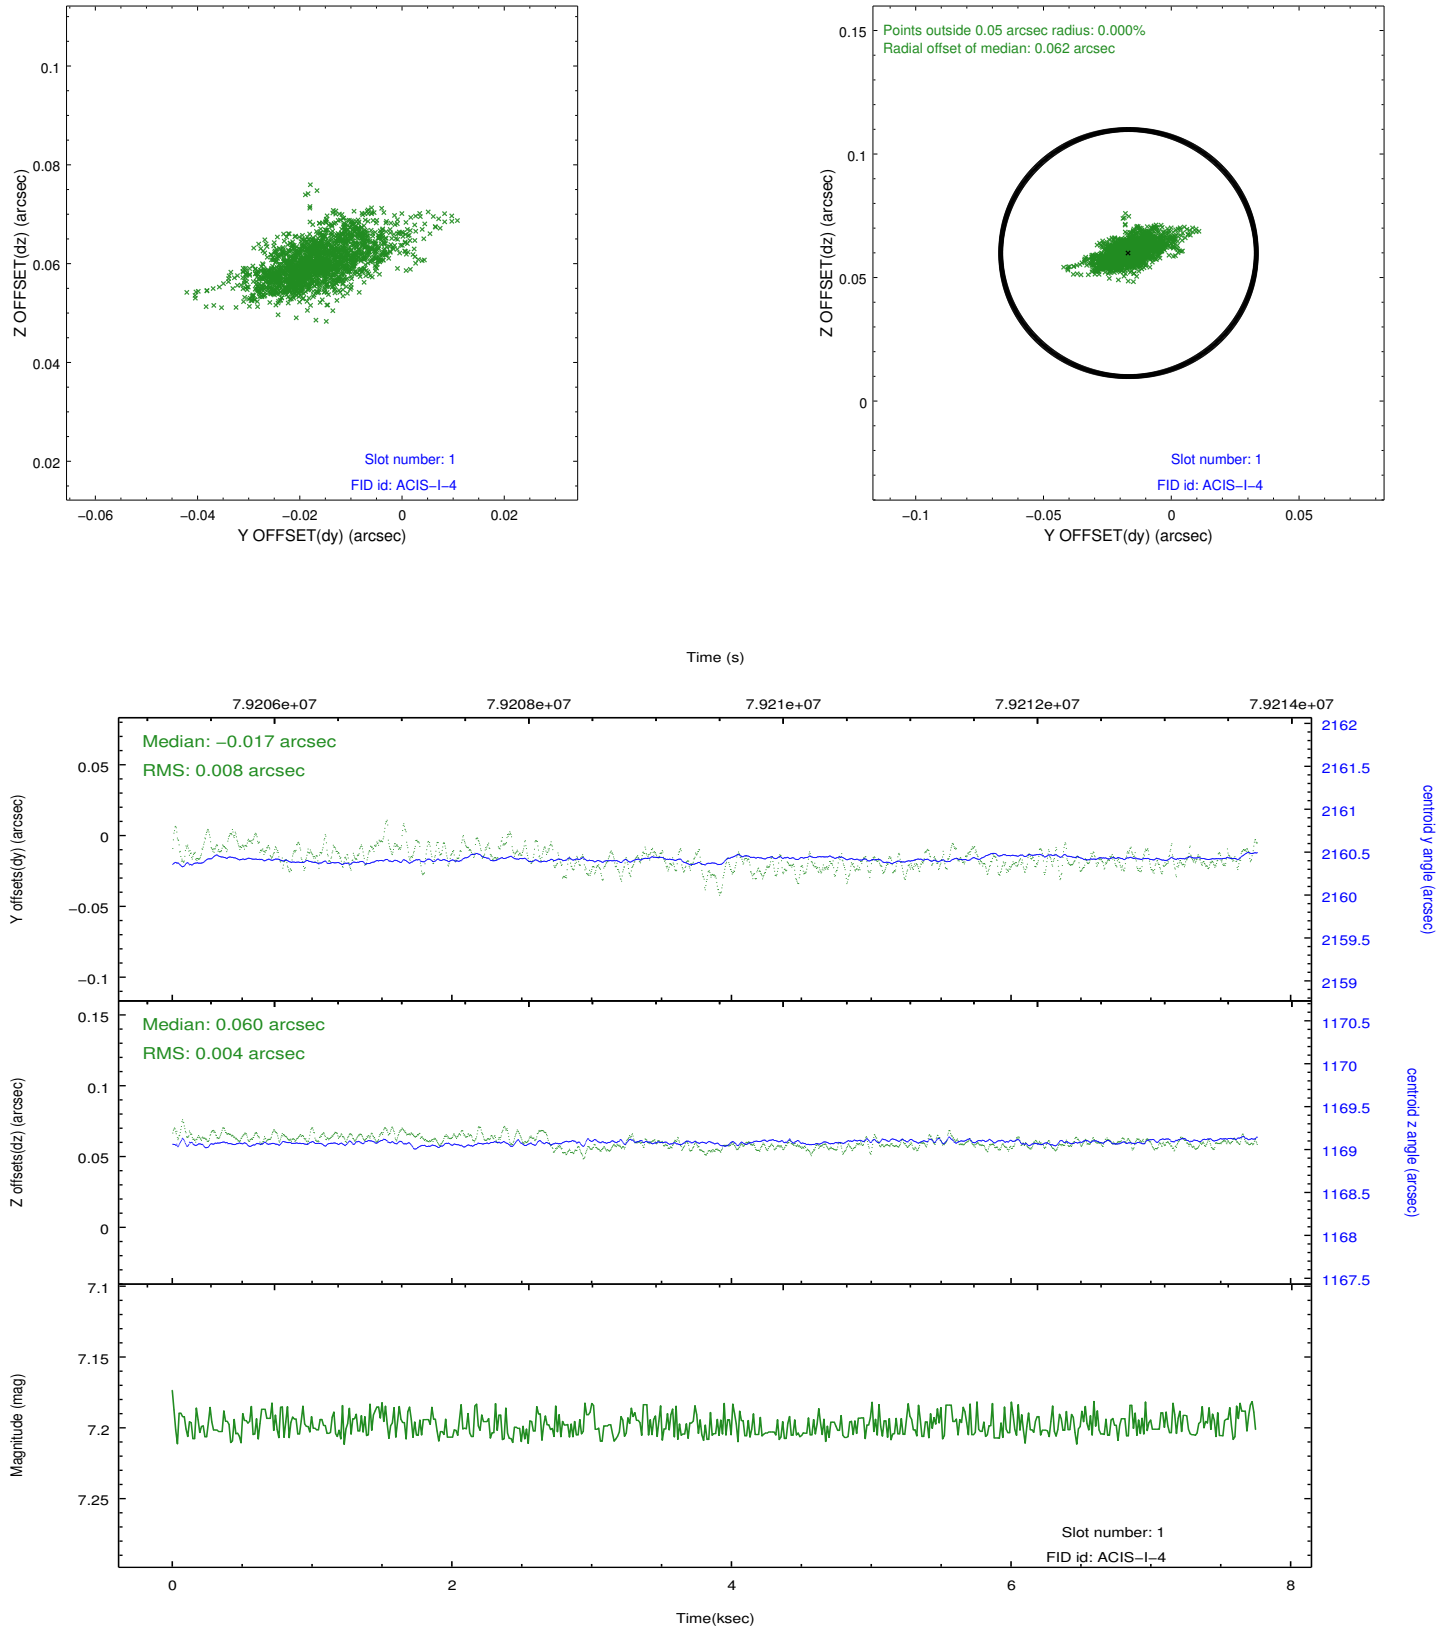 0.1
0.08
0.06
0.04
0.02
Z OFFSET(dz) (arcsec)
Slot number: 1
FID id: ACIS−I−4
−0.06 −0.04 −0.02 0 0.02
Y OFFSET(dy) (arcsec)
Points outside 0.05 arcsec radius: 0.000%
Radial offset of median: 0.062 arcsec
0.15
0.1
0.05
0
Z OFFSET(dz) (arcsec)
Slot number: 1
FID id: ACIS−I−4
−0.1 −0.05 0 0.05
Y OFFSET(dy) (arcsec)
Time (s)
7.9206e+07 7.9208e+07 7.921e+07 7.9212e+07 7.9214e+07
Median: −0.017 arcsec
RMS: 0.008 arcsec
0.05
0
−0.05
−0.1
Y offsets(dy) (arcsec)
2162
2161.5
2161
2160.5
2160
2159.5
2159
centroid y angle (arcsec)
Median: 0.060 arcsec
RMS: 0.004 arcsec
0.15
0.1
0.05
0
Z offsets(dz) (arcsec)
1170.5
1170
1169.5
1169
1168.5
1168
1167.5
centroid z angle (arcsec)
7.1
7.15
7.2
7.25
Magnitude (mag)
Slot number: 1
FID id: ACIS−I−4
0 2 4 6 8
Time(ksec)